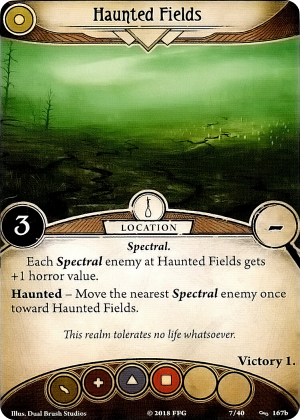 Haunted Fields
3
LOCATION
–
Spectral.
Each Spectral enemy at Haunted Fields gets
+1 horror value.
Haunted – Move the nearest Spectral enemy once
toward Haunted Fields.
This realm tolerates no life whatsoever.
Victory 1.
Illus. Dual Brush Studios © 2018 FFG 7/40 167b